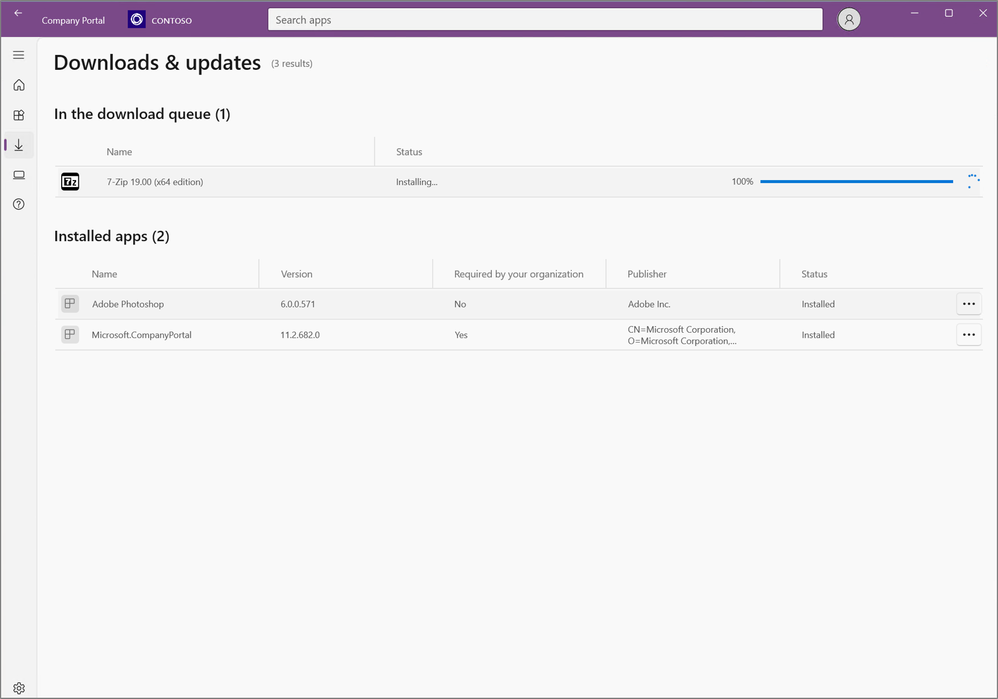 Company Portal CONTOSO Search apps
Downloads & updates (3 results)
In the download queue (1)
Name Status
7z 7-Zip 19.00 (x64 edition) Installing... 100%
Installed apps (2)
Name Version Required by your organization Publisher Status
Adobe Photoshop 6.0.0.571 No Adobe Inc. Installed
Microsoft.CompanyPortal 11.2.682.0 Yes CN=Microsoft Corporation, Installed
O=Microsoft Corporation,...